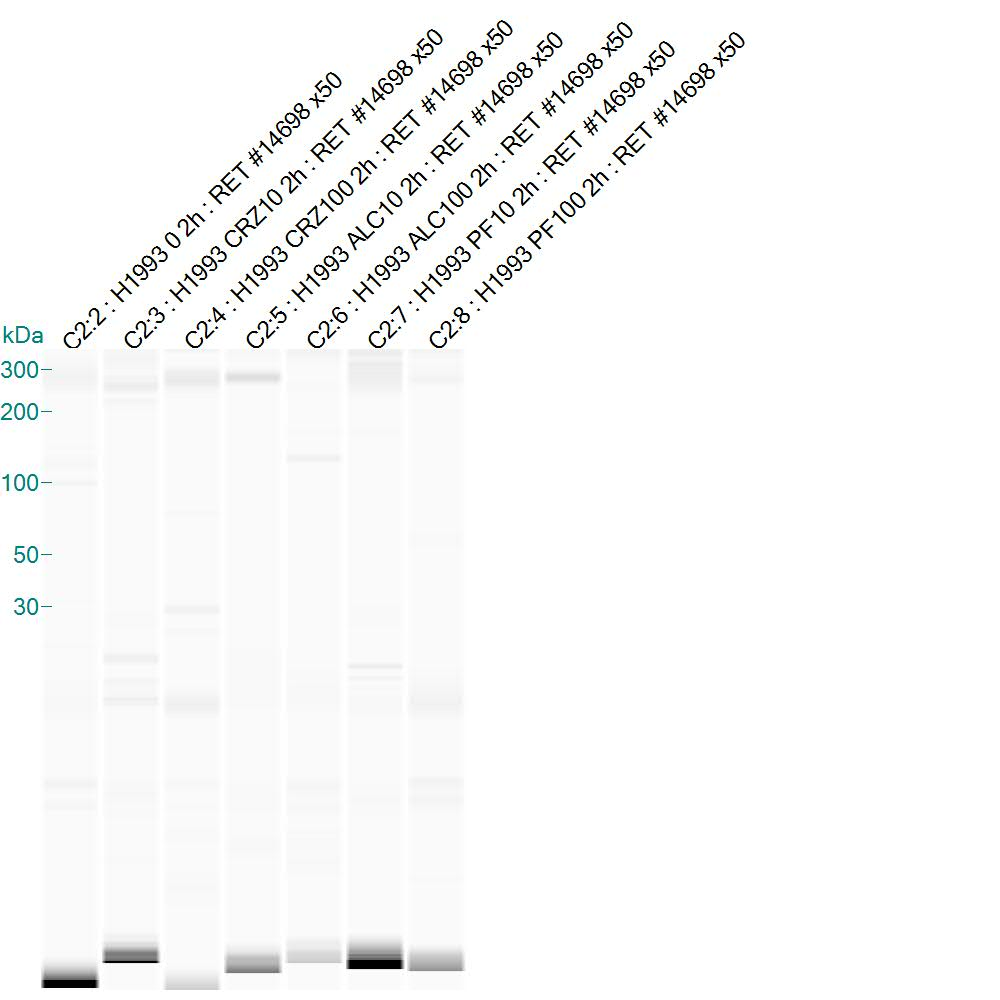 C2:2 : H1993 0 2h : RET #14698 x50
C2:3 : H1993 CRZ10 2h : RET #14698 x50
C2:4 : H1993 CRZ100 2h : RET #14698 x50
C2:5 : H1993 ALC10 2h : RET #14698 x50
C2:6 : H1993 ALC100 2h : RET #14698 x50
C2:7 : H1993 PF10 2h : RET #14698 x50
C2:8 : H1993 PF100 2h : RET #14698 x50
kDa
300
200
100
50
30